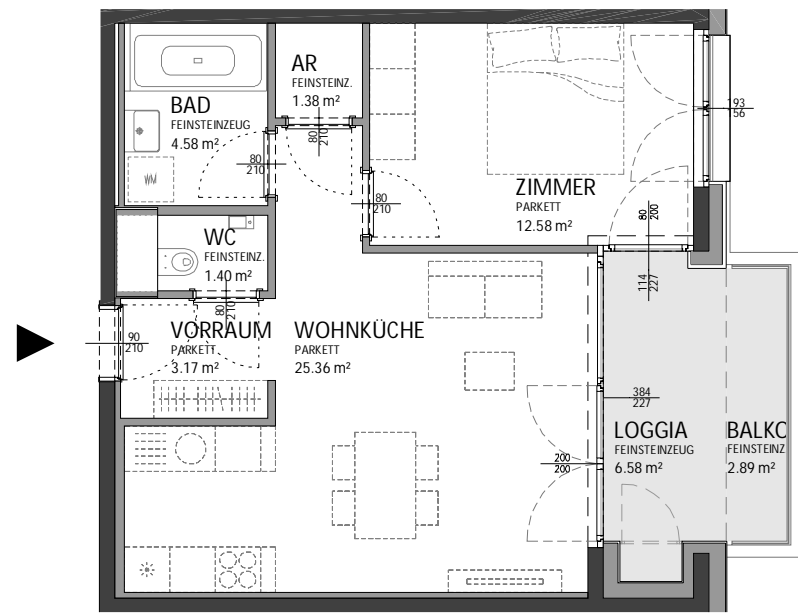 AR
FEINSTEINZ.
1.38 m²
BAD
FEINSTEINZEUG
4.58 m²
WM
80
210
80
210
80
210
ZIMMER
PARKETT
12.58 m²
193
56
80
200
114
227
WC
FEINSTEINZ.
1.40 m²
80
210
90
210
VORRAUM
PARKETT
3.17 m²
WOHNKÜCHE
PARKETT
25.36 m²
384
227
200
200
LOGGIA
FEINSTEINZEUG
6.58 m²
BALKO
FEINSTEINZ
2.89 m²